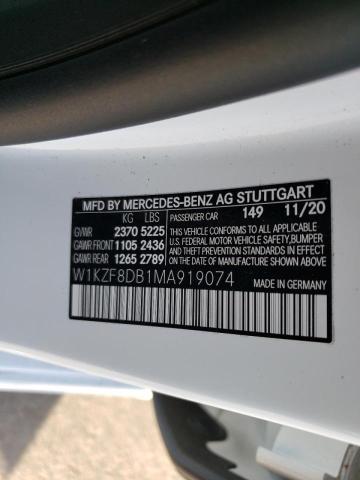 MFD BY MERCEDES-BENZ AG STUTTGART
KG LBS PASSENGER CAR 149 11/20
GVWR 2370 5225 THIS VEHICLE CONFORMS TO ALL APPLICABLE
GAWR FRONT 1105 2436 U.S. FEDERAL MOTOR VEHICLE SAFETY, BUMPER
GAWR REAR 1265 2789 AND THEFT PREVENTION STANDARDS IN EFFECT
ON THE DATE OF MANUFACTURE SHOWN ABOVE.
W1KZF8DB1MA919074 MADE IN GERMANY